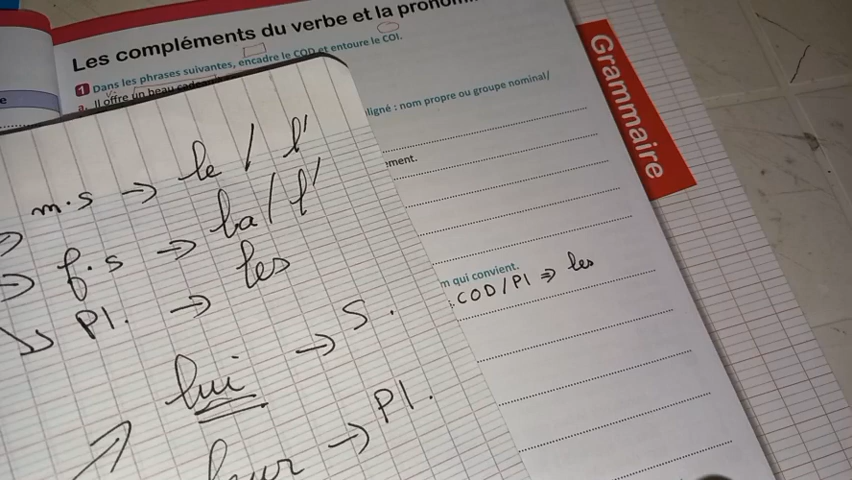 Les compléments du verbe et la pronom
1 Dans les phrases suivantes, encadre le COD et entoure le COI.
a. Il offre un beau
ligné : nom propre ou groupe nominal/
ement.
m qui convient.
COD/Pl ⇒ les
Grammaire
m.s → le / l'
f.s → la / l'
Pl. → les
lui → S.
leur → Pl.